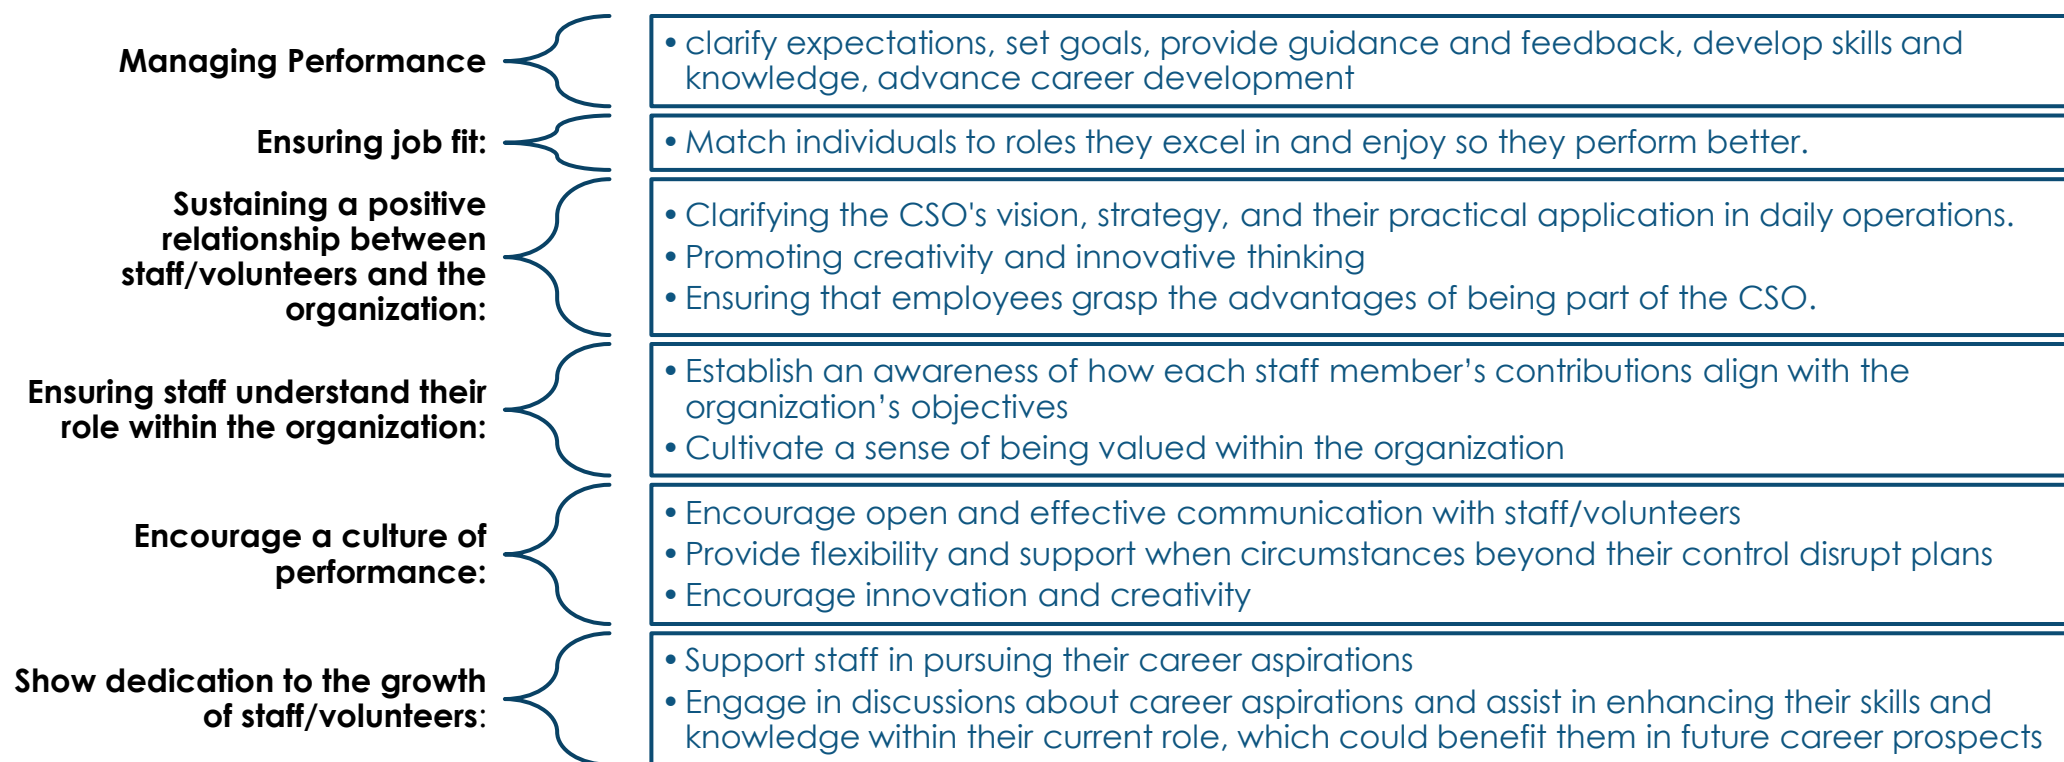 Managing Performance
• clarify expectations, set goals, provide guidance and feedback, develop skills and
knowledge, advance career development
Ensuring job fit:
• Match individuals to roles they excel in and enjoy so they perform better.
Sustaining a positive
relationship between
staff/volunteers and the
organization:
• Clarifying the CSO's vision, strategy, and their practical application in daily operations.
• Promoting creativity and innovative thinking
• Ensuring that employees grasp the advantages of being part of the CSO.
Ensuring staff understand their
role within the organization:
• Establish an awareness of how each staff member’s contributions align with the
organization’s objectives
• Cultivate a sense of being valued within the organization
Encourage a culture of
performance:
• Encourage open and effective communication with staff/volunteers
• Provide flexibility and support when circumstances beyond their control disrupt plans
• Encourage innovation and creativity
Show dedication to the growth
of staff/volunteers:
• Support staff in pursuing their career aspirations
• Engage in discussions about career aspirations and assist in enhancing their skills and
knowledge within their current role, which could benefit them in future career prospects